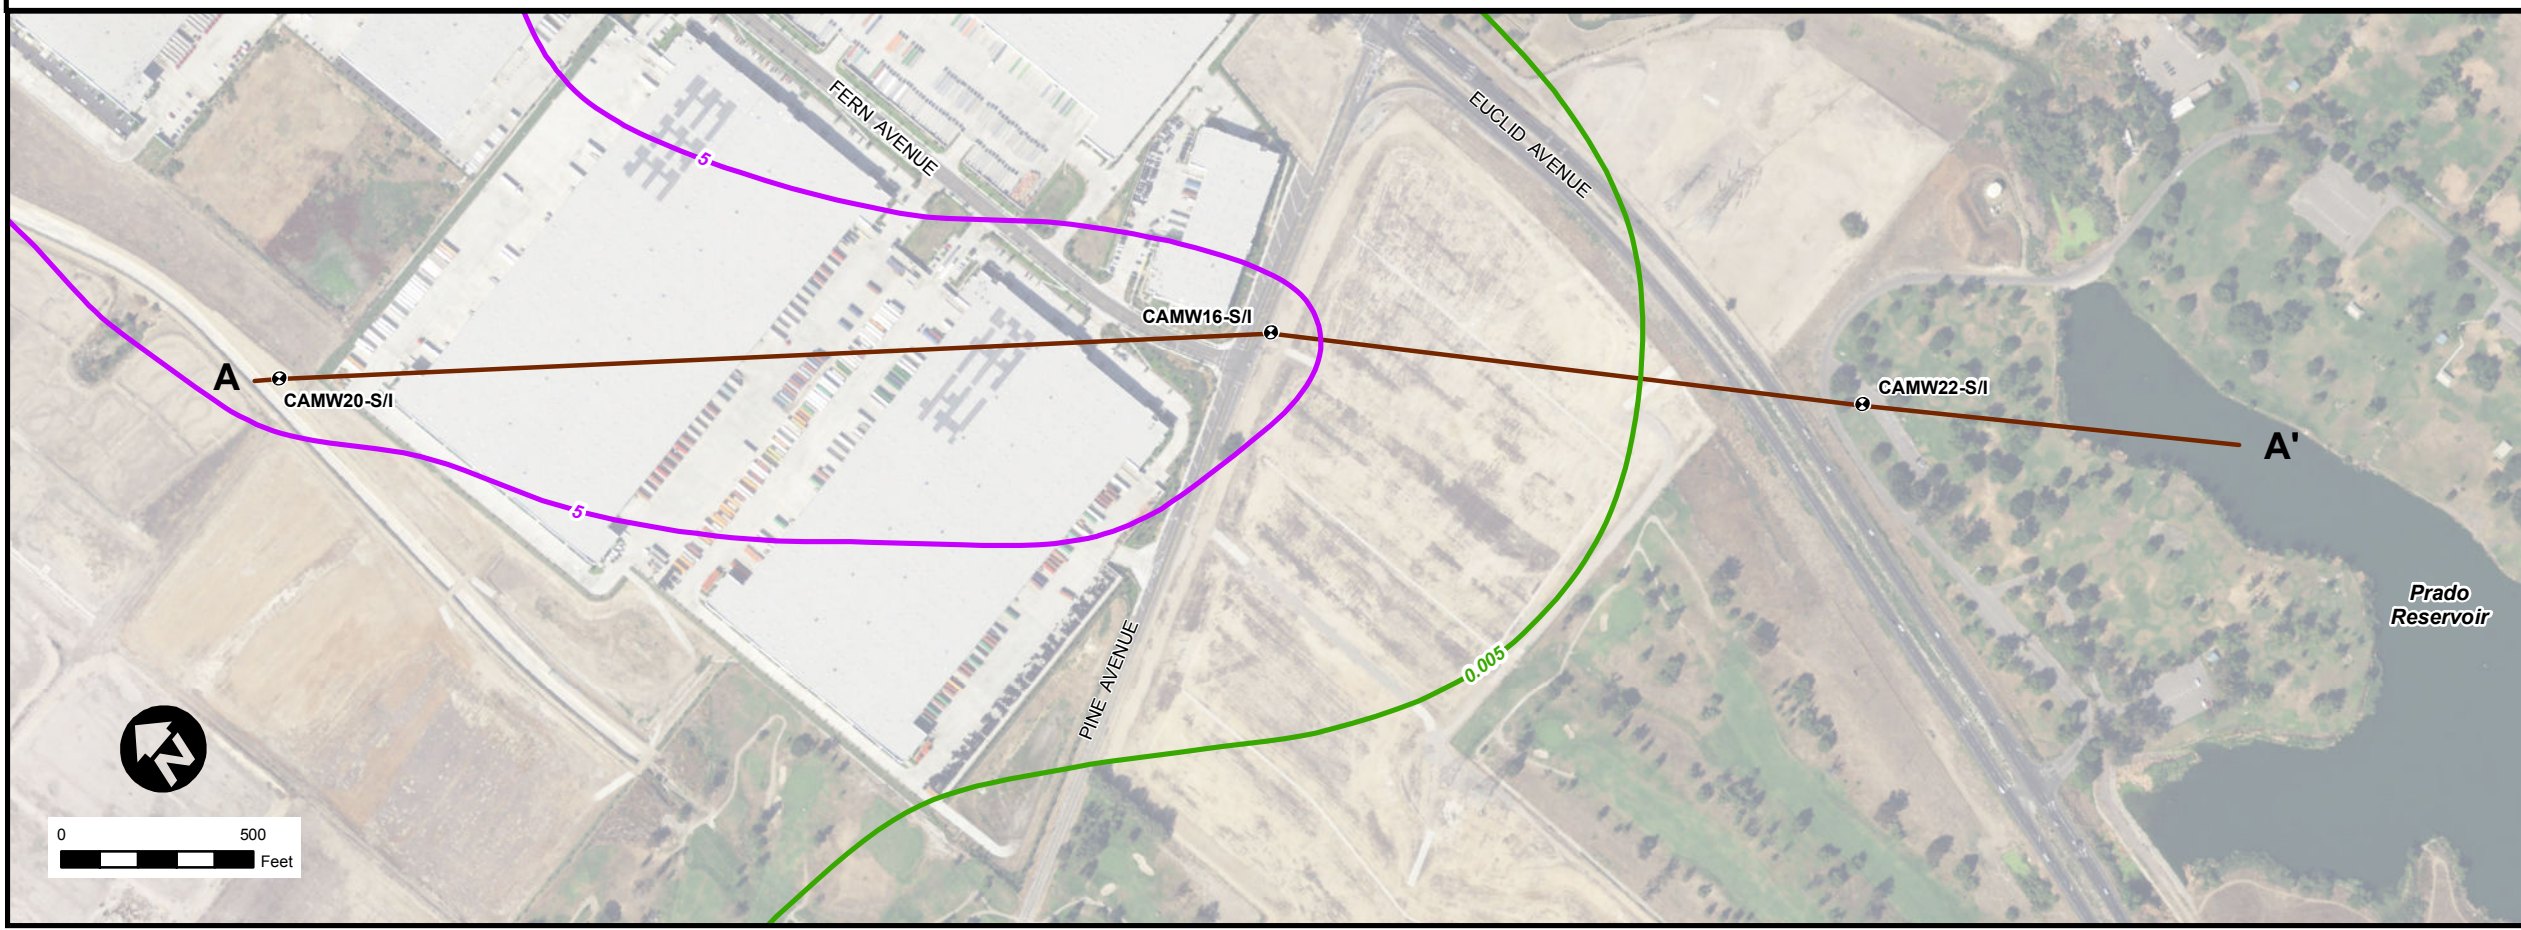 5
FERN AVENUE
EUCLID AVENUE
CAMW16-S/I
A
CAMW20-S/I
CAMW22-S/I
A'
5
Prado
Reservoir
0.005
PINE AVENUE
N
0 500
Feet